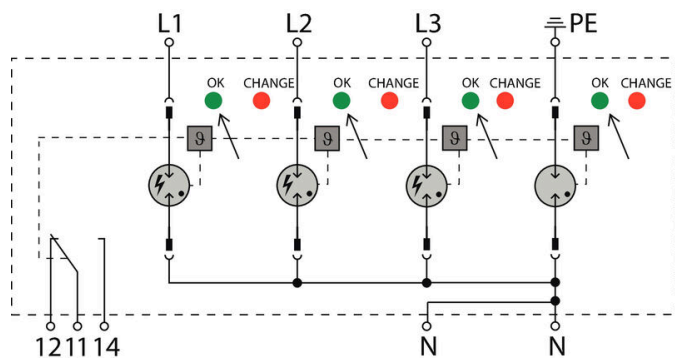 L1 L2 L3 PE
OK CHANGE OK CHANGE OK CHANGE OK CHANGE
ϑ ϑ ϑ ϑ
12 11 14 N N